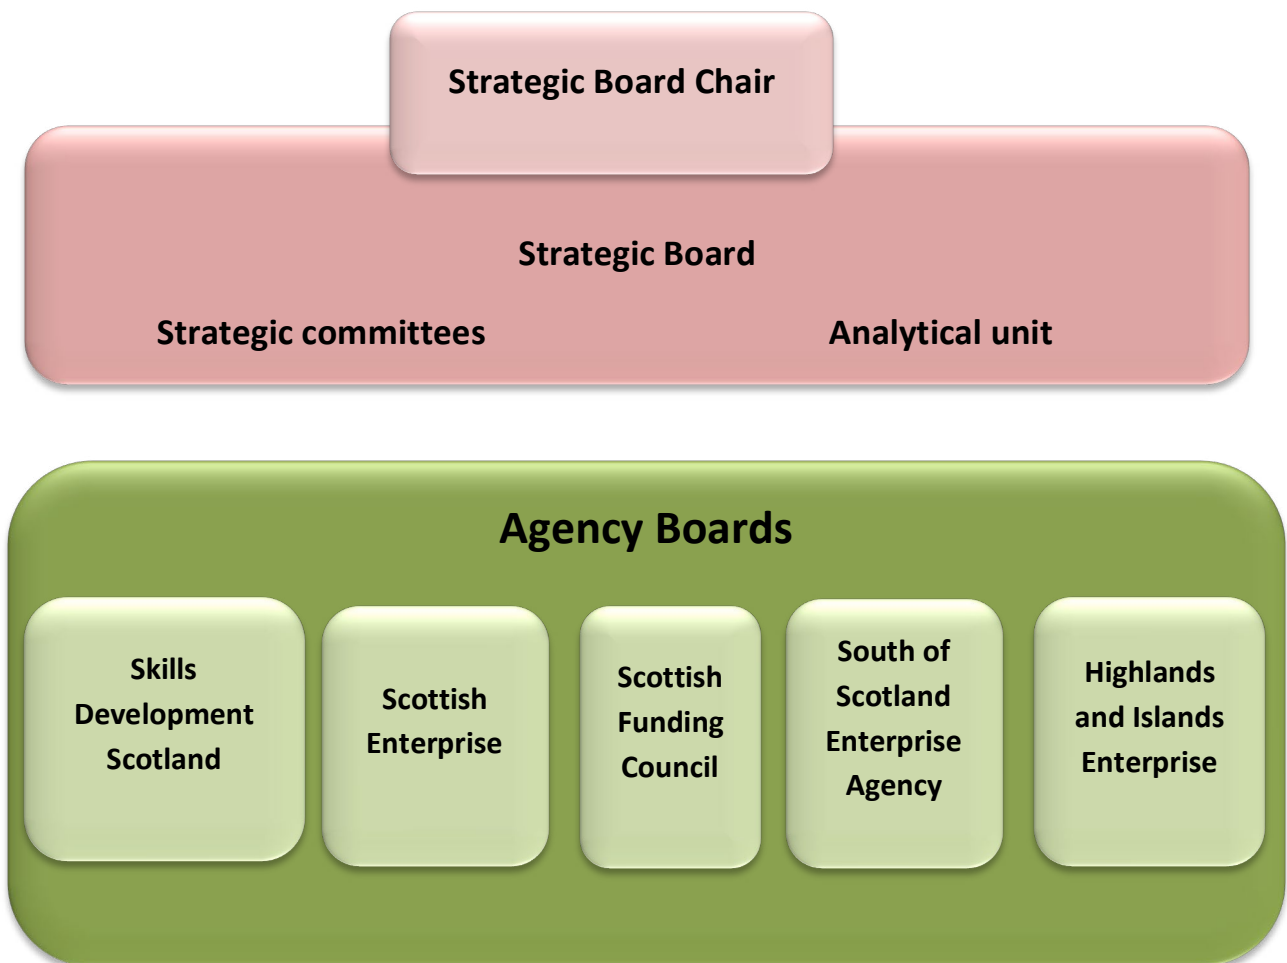 Strategic Board Chair
Strategic Board
Strategic committees
Analytical unit
Agency Boards
Skills
Development
Scotland
Scottish
Enterprise
Scottish
Funding
Council
South of
Scotland
Enterprise
Agency
Highlands
and Islands
Enterprise